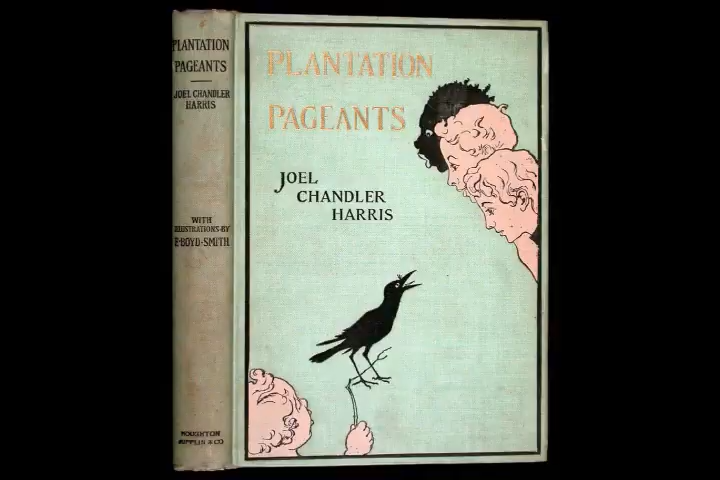 PLANTATION
PAGEANTS
JOEL CHANDLER
HARRIS
WITH
ILLUSTRATIONS·BY
E·BOYD·SMITH
HOUGHTON
MIFFLIN & CO
PLANTATION
PAGEANTS
JOEL
CHANDLER
HARRIS